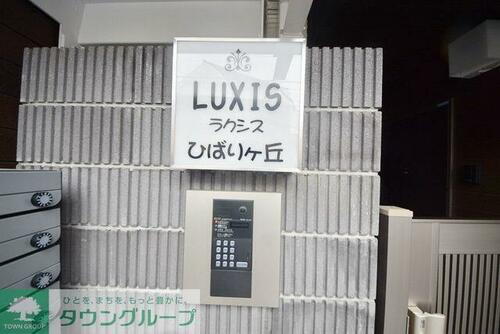 LUXIS
ラクシス
ひばりヶ丘
ひとを、まちを、もっと豊かに。
タウングループ
TOWN GROUP